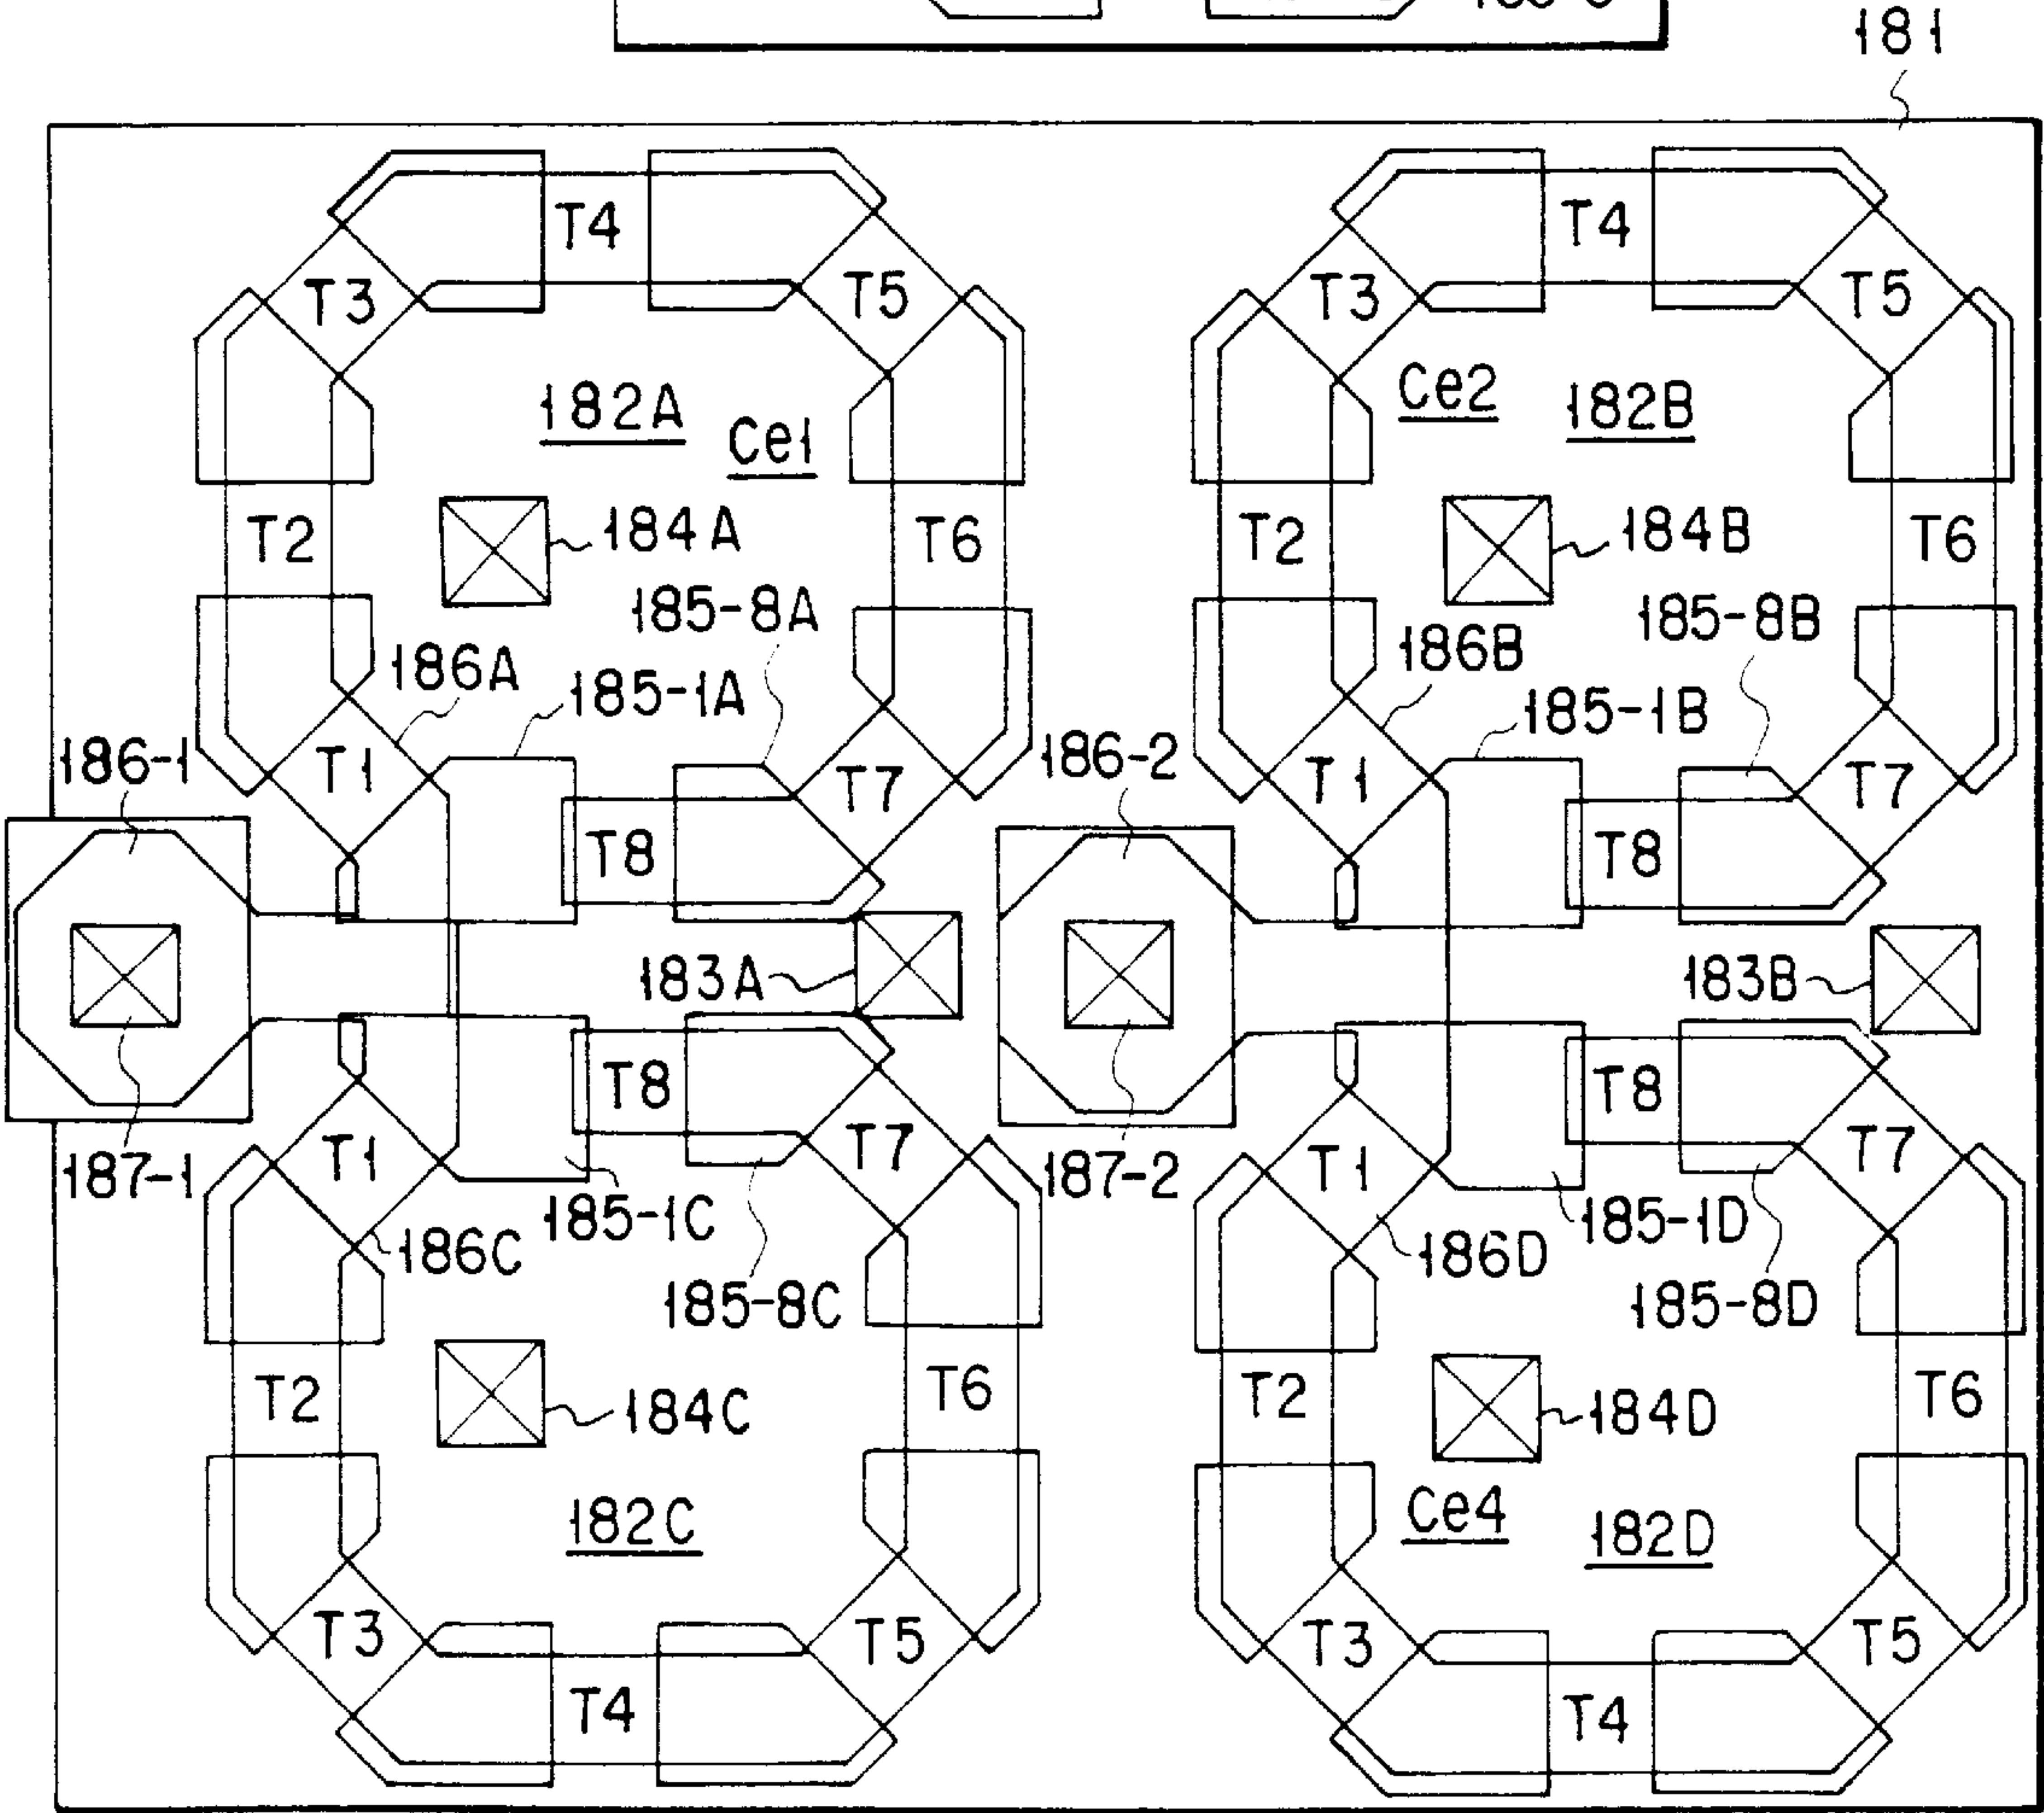 181
T4
T4
T3
T5
T3
T5
182A
Ce1
Ce2
182B
T2
184A
T6
T2
184B
T6
185-8A
185-8B
186A
185-1A
186B
185-1B
186-1
T1
T7
186-2
T1
T7
T8
T8
183A
183B
T8
T8
T1
T7
T1
T7
187-1
187-2
185-1C
185-1D
186C
186D
185-8C
185-8D
T2
184C
T6
T2
184D
T6
182C
Ce4
182D
T3
T5
T3
T5
T4
T4